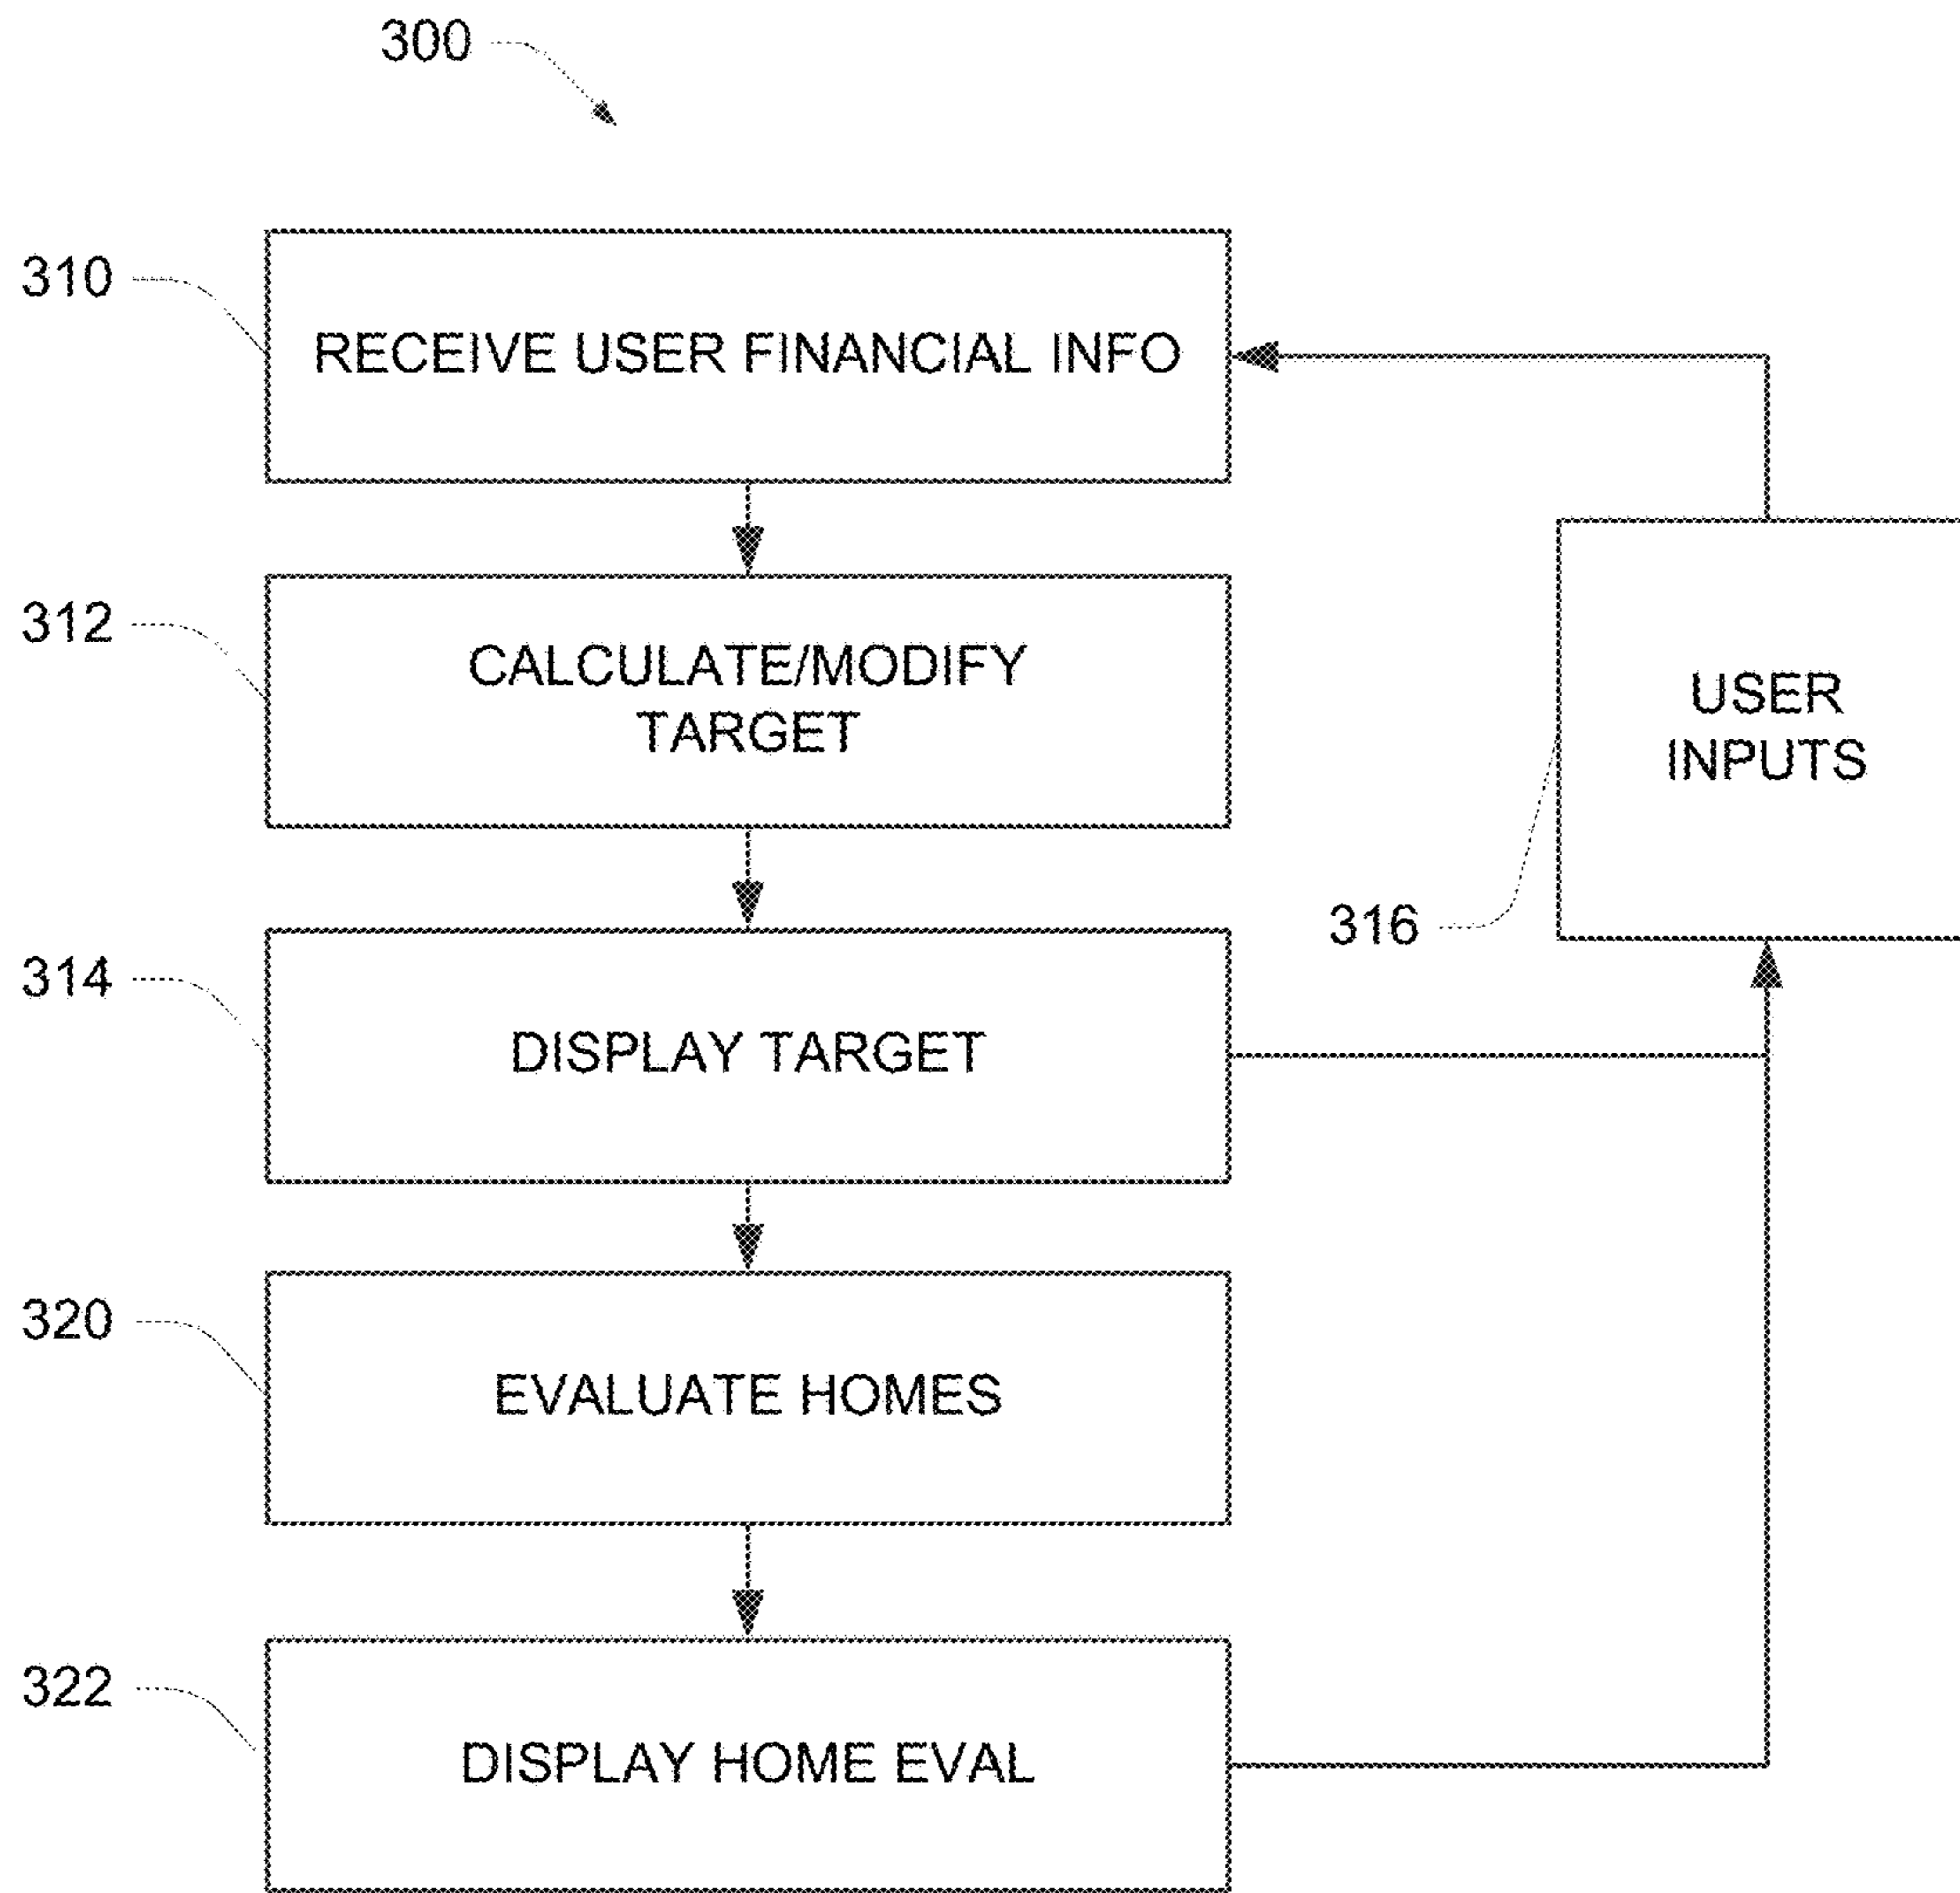 300
310
RECEIVE USER FINANCIAL INFO
312
CALCULATE/MODIFY
TARGET
USER
INPUTS
316
314
DISPLAY TARGET
320
EVALUATE HOMES
322
DISPLAY HOME EVAL